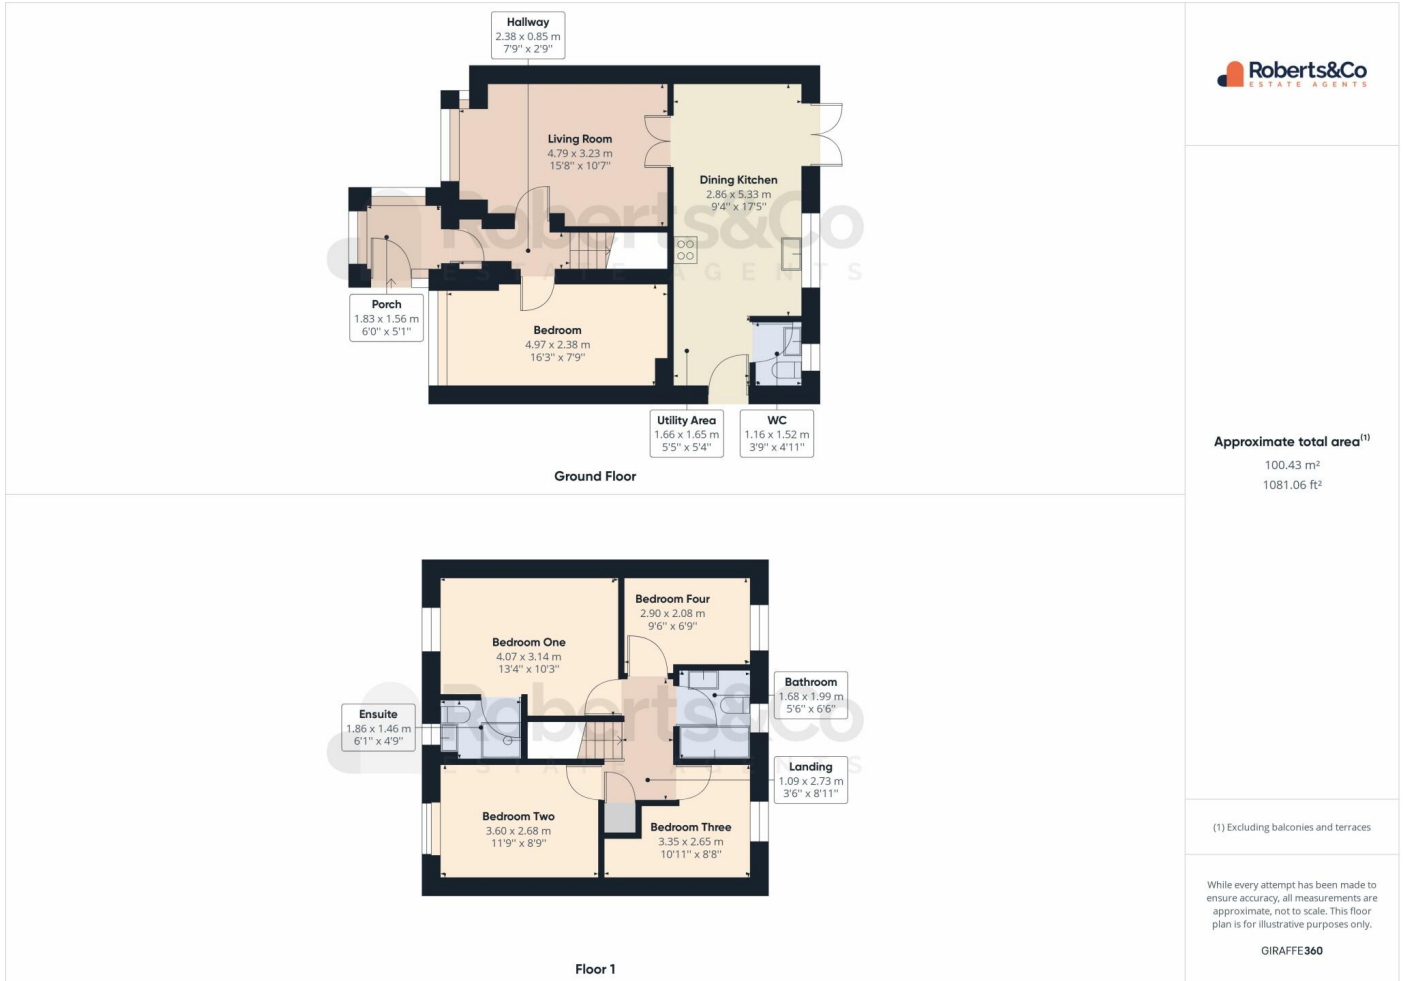 Hallway
2.38 x 0.85 m
7'9'' x 2'9''
Living Room
4.79 x 3.23 m
15'8'' x 10'7''
Dining Kitchen
2.86 x 5.33 m
9'4'' x 17'5''
Porch
1.83 x 1.56 m
6'0'' x 5'1''
Bedroom
4.97 x 2.38 m
16'3'' x 7'9''
Utility Area
1.66 x 1.65 m
5'5'' x 5'4''
WC
1.16 x 1.52 m
3'9'' x 4'11''
Roberts&Co
ESTATE AGENTS
Ground Floor
Bedroom One
4.07 x 3.14 m
13'4'' x 10'3''
Bedroom Four
2.90 x 2.08 m
9'6'' x 6'9''
Ensuite
1.86 x 1.46 m
6'1'' x 4'9''
Bathroom
1.68 x 1.99 m
5'6'' x 6'6''
Landing
1.09 x 2.73 m
3'6'' x 8'11''
Bedroom Two
3.60 x 2.68 m
11'9'' x 8'9''
Bedroom Three
3.35 x 2.65 m
10'11'' x 8'8''
Roberts&Co
ESTATE AGENTS
Floor 1
Roberts&Co
ESTATE AGENTS
Approximate total area(1)
100.43 m²
1081.06 ft²
(1) Excluding balconies and terraces
While every attempt has been made to
ensure accuracy, all measurements are
approximate, not to scale. This floor
plan is for illustrative purposes only.
GIRAFFE360